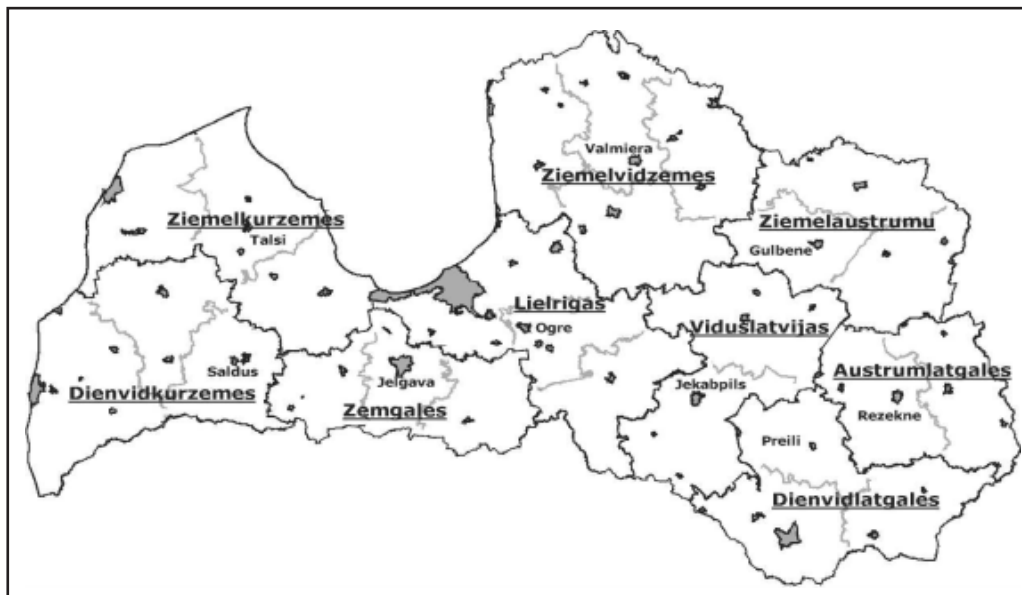 Valmiera
Ziemelvidzemes
Ziemelkurzemes
Talsi
Ziemelaustrumu
Gulbene
Lielrigas
Ogre
Viduslatvijas
Saldus
Dienvidkurzemes
Jelgava
Zemgales
Jekabpils
Austrumlatgales
Rezekne
Preili
Dienvidlatgales